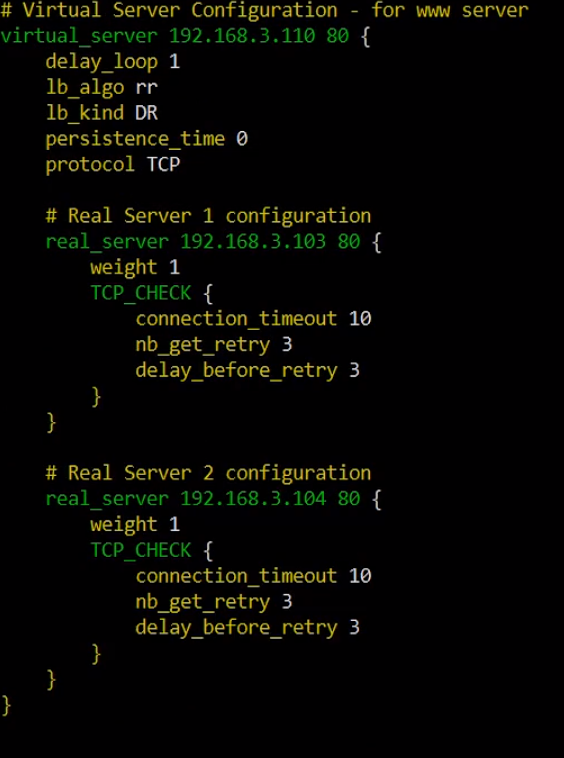 # Virtual Server Configuration - for www server
virtual_server 192.168.3.110 80 {
    delay_loop 1
    lb_algo rr
    lb_kind DR
    persistence_time 0
    protocol TCP

    # Real Server 1 configuration
    real_server 192.168.3.103 80 {
        weight 1
        TCP_CHECK {
            connection_timeout 10
            nb_get_retry 3
            delay_before_retry 3
        }
    }

    # Real Server 2 configuration
    real_server 192.168.3.104 80 {
        weight 1
        TCP_CHECK {
            connection_timeout 10
            nb_get_retry 3
            delay_before_retry 3
        }
    }
}